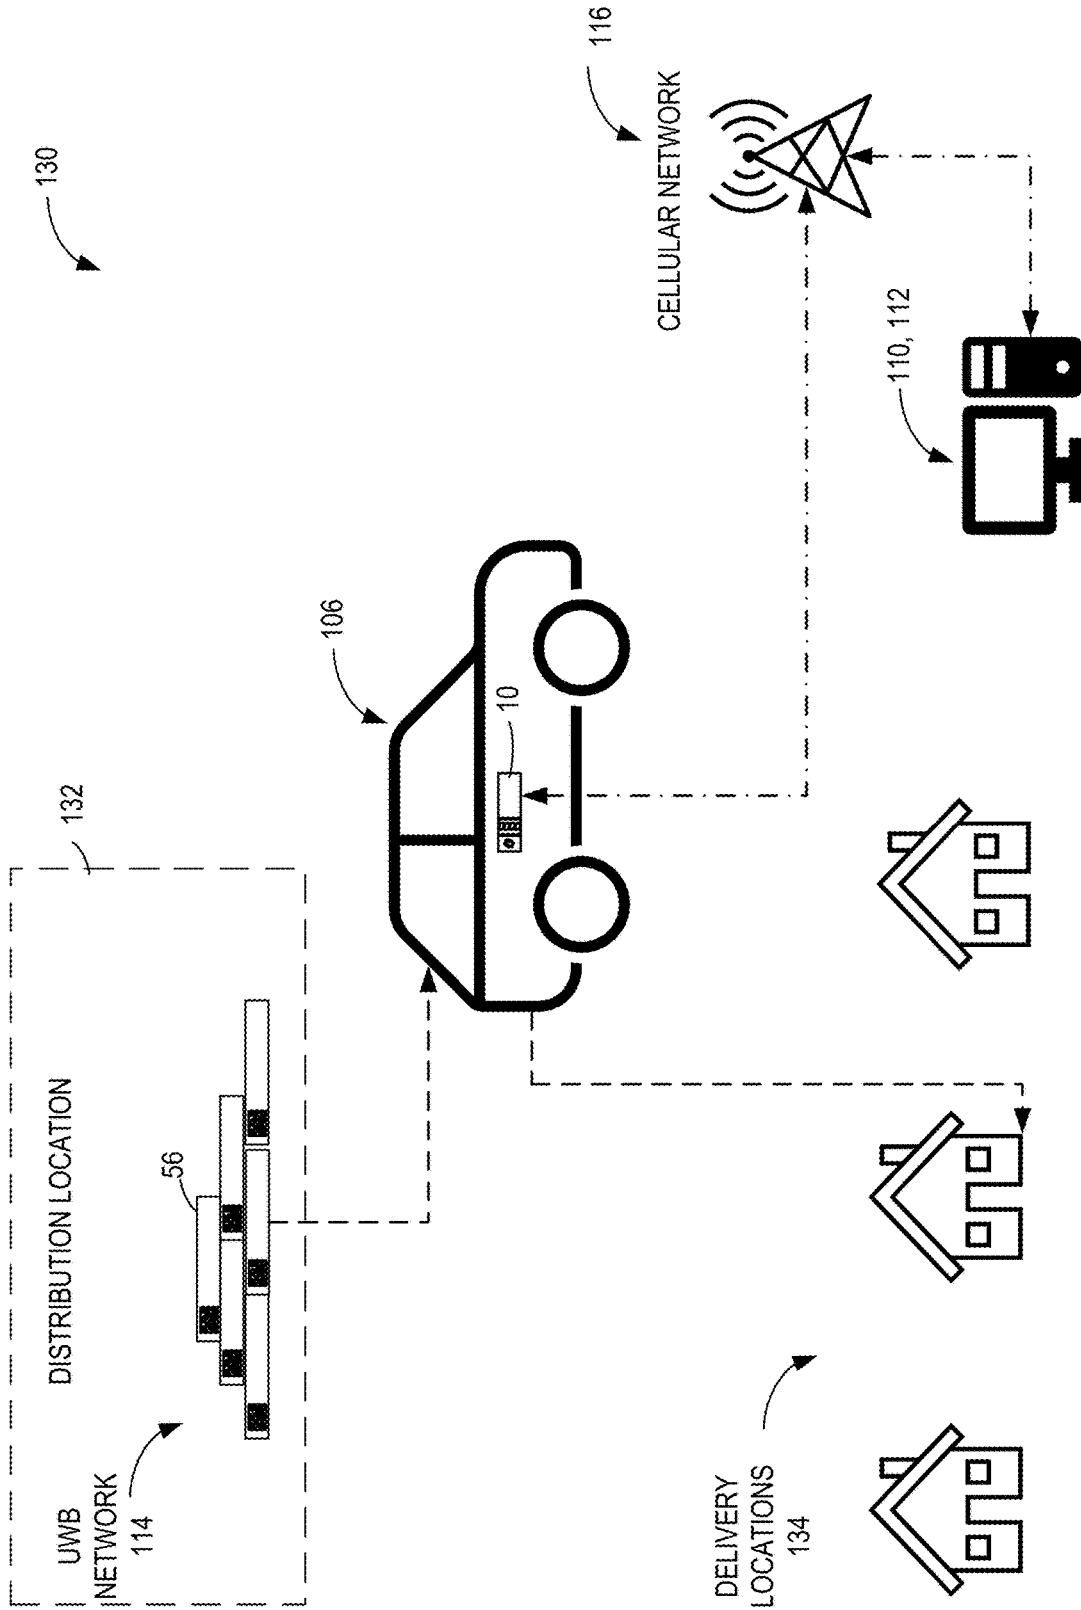 130
DISTRIBUTION LOCATION
132
UWB
NETWORK
114
56
106
10
116
CELLULAR NETWORK
110, 112
DELIVERY
LOCATIONS
134